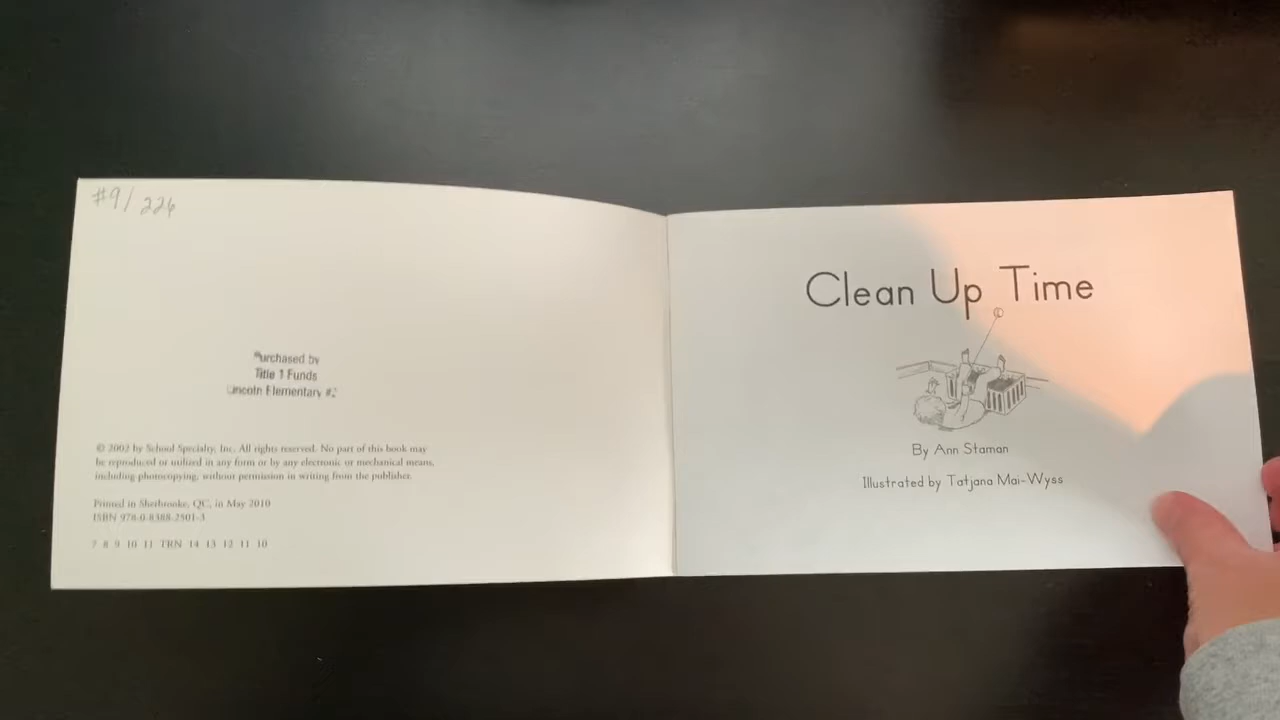 #9/226
Purchased by
Title 1 Funds
Lincoln Elementary #2
© 2002 by School Specialty, Inc. All rights reserved. No part of this book may
be reproduced or utilized in any form or by any electronic or mechanical means,
including photocopying, without permission in writing from the publisher.
Printed in Sherbrooke, QC, in May 2010
ISBN 978-0-8388-2501-3
7 8 9 10 11 TRN 14 13 12 11 10
Clean Up Time
By Ann Staman
Illustrated by Tatjana Mai-Wyss